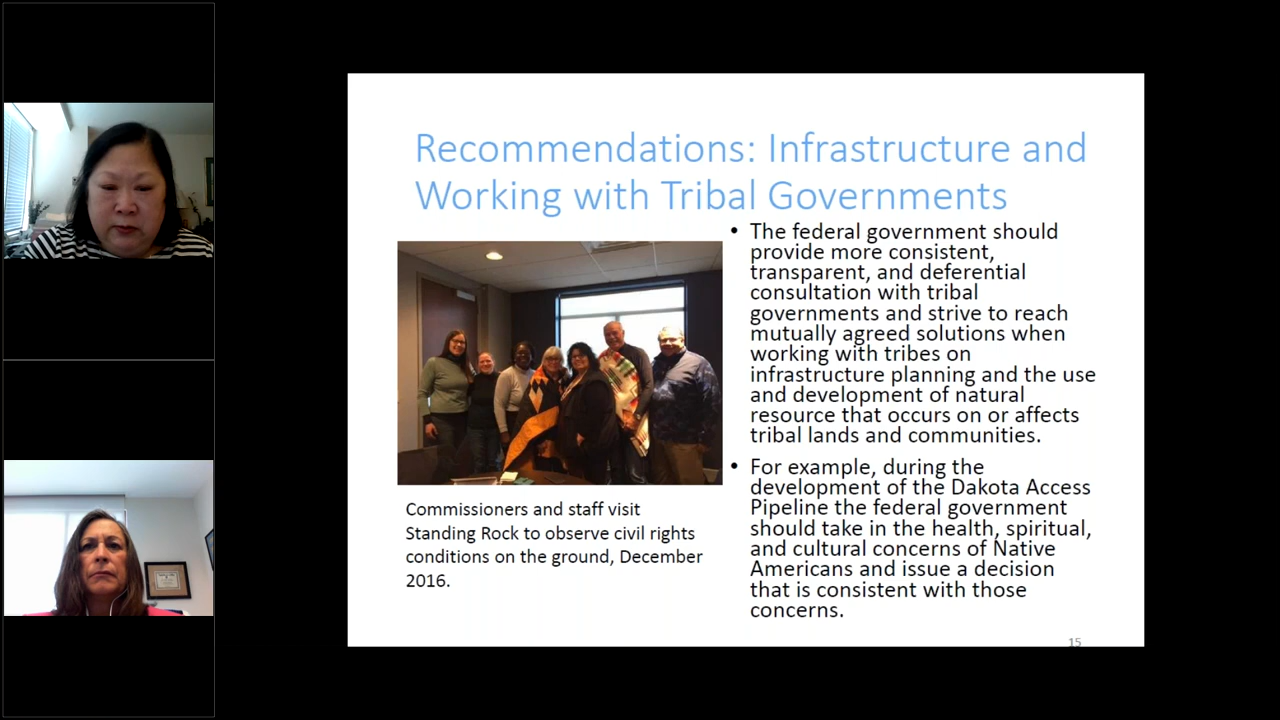 Recommendations: Infrastructure and
Working with Tribal Governments
• The federal government should
provide more consistent,
transparent, and deferential
consultation with tribal
governments and strive to reach
mutually agreed solutions when
working with tribes on
infrastructure planning and the use
and development of natural
resource that occurs on or affects
tribal lands and communities.
• For example, during the
development of the Dakota Access
Pipeline the federal government
should take in the health, spiritual,
and cultural concerns of Native
Americans and issue a decision
that is consistent with those
concerns.
Commissioners and staff visit
Standing Rock to observe civil rights
conditions on the ground, December
2016.
15